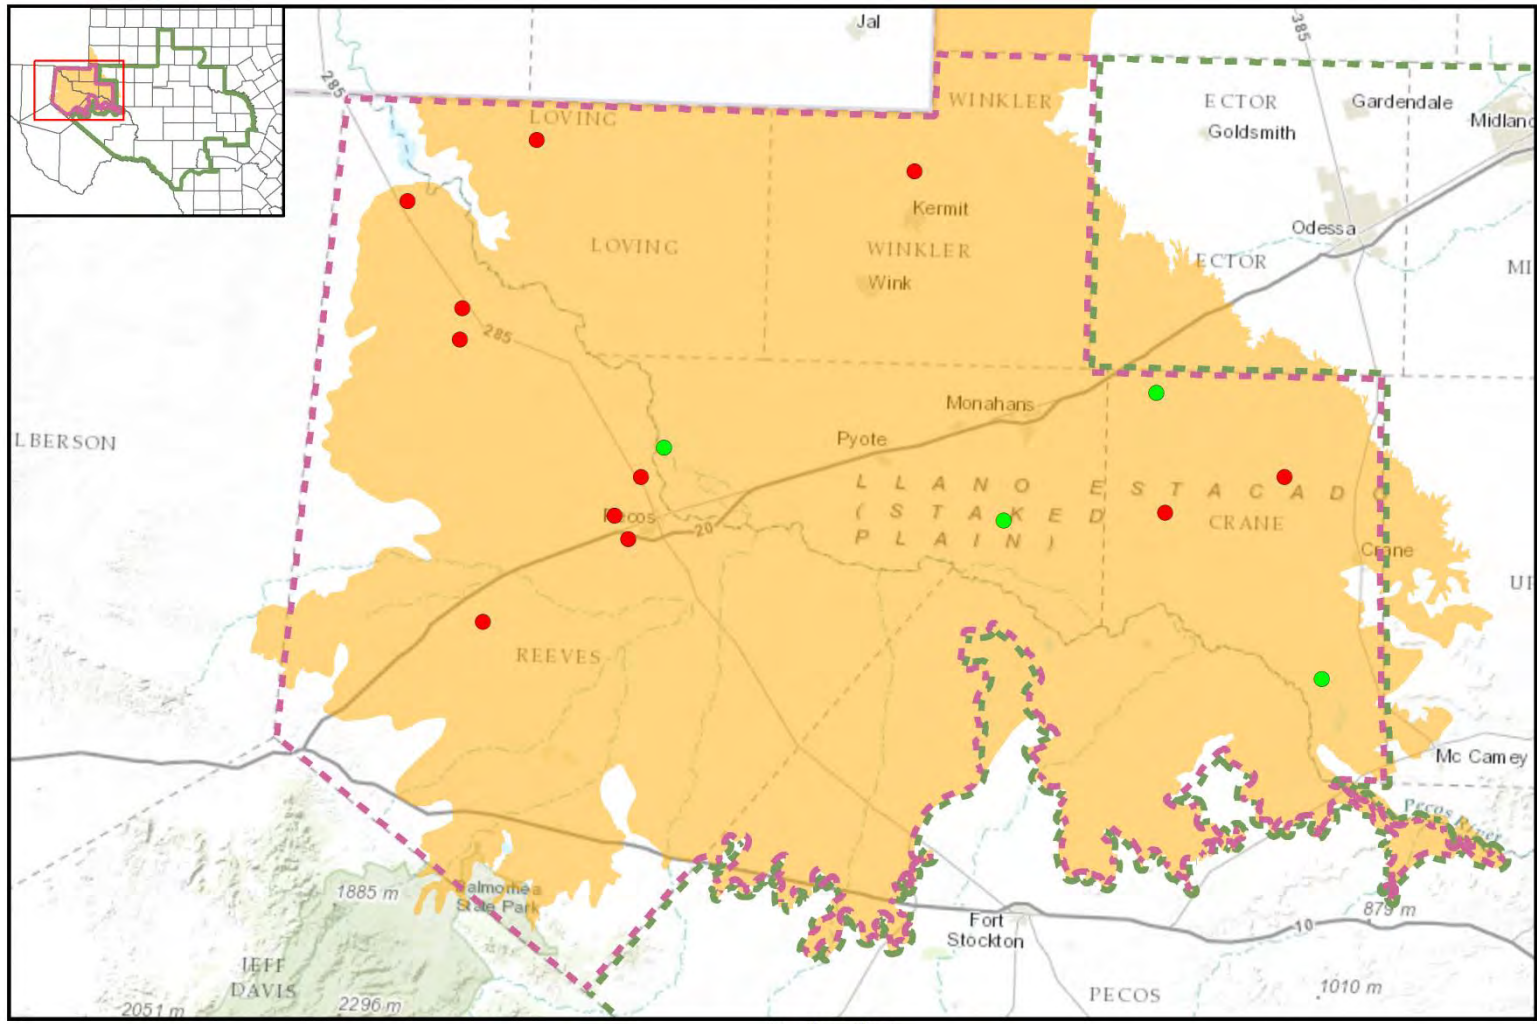 Jal
285
385
LOVING
WINKLER
ECTOR
Goldsmith
Gardendale
Midland
Kermit
Odessa
LOVING
WINKLER
ECTOR
MI
Wink
285
Monahans
LBERSON
Pyote
LLANO ESTACADO
(STAKED
PLAIN)
Pecos
20
CRANE
Crane
UP
REEVES
Mc Camey
Pecos River
1885 m
almorhea
State Park
Fort
Stockton
879 m
10
JEFF
DAVIS
2051 m
2296 m
PECOS
1010 m